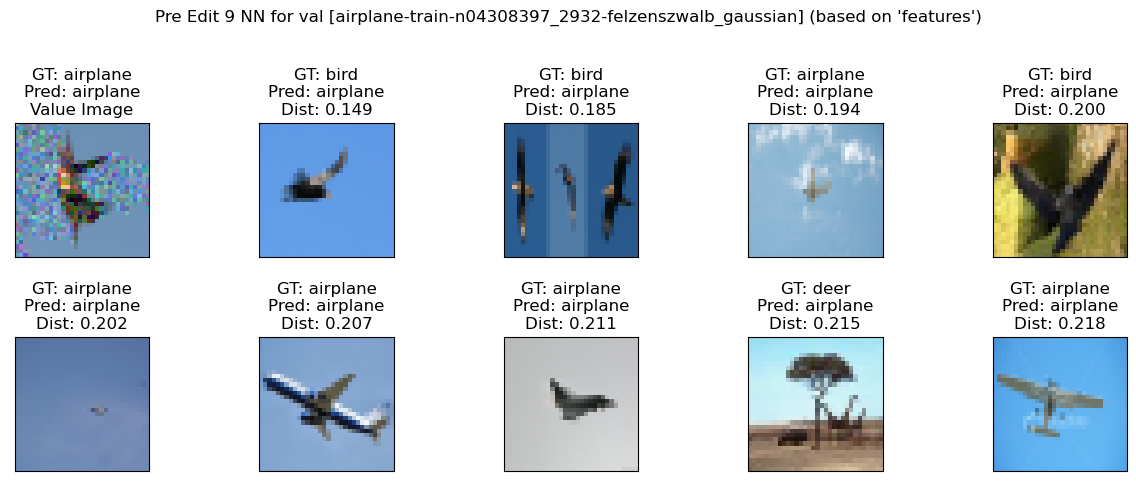 Pre Edit 9 NN for val [airplane-train-n04308397_2932-felzenszwalb_gaussian] (based on 'features')
GT: airplane
Pred: airplane
Value Image
GT: bird
Pred: airplane
Dist: 0.149
GT: bird
Pred: airplane
Dist: 0.185
GT: airplane
Pred: airplane
Dist: 0.194
GT: bird
Pred: airplane
Dist: 0.200
GT: airplane
Pred: airplane
Dist: 0.202
GT: airplane
Pred: airplane
Dist: 0.207
GT: airplane
Pred: airplane
Dist: 0.211
GT: deer
Pred: airplane
Dist: 0.215
GT: airplane
Pred: airplane
Dist: 0.218